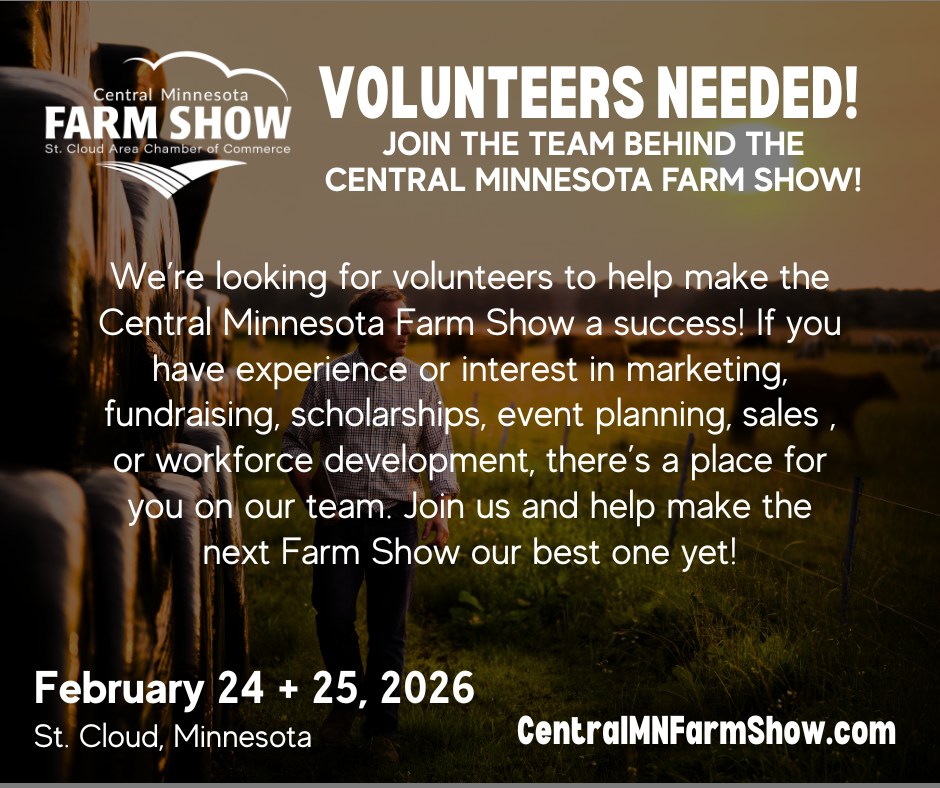 Central Minnesota
FARM SHOW
St. Cloud Area Chamber of Commerce
VOLUNTEERS NEEDED!
JOIN THE TEAM BEHIND THE
CENTRAL MINNESOTA FARM SHOW!
We're looking for volunteers to help make the
Central Minnesota Farm Show a success! If you
have experience or interest in marketing,
fundraising, scholarships, event planning, sales ,
or workforce development, there's a place for
you on our team. Join us and help make the
next Farm Show our best one yet!
February 24 + 25, 2026
St. Cloud, Minnesota
CentralMNFarmShow.com